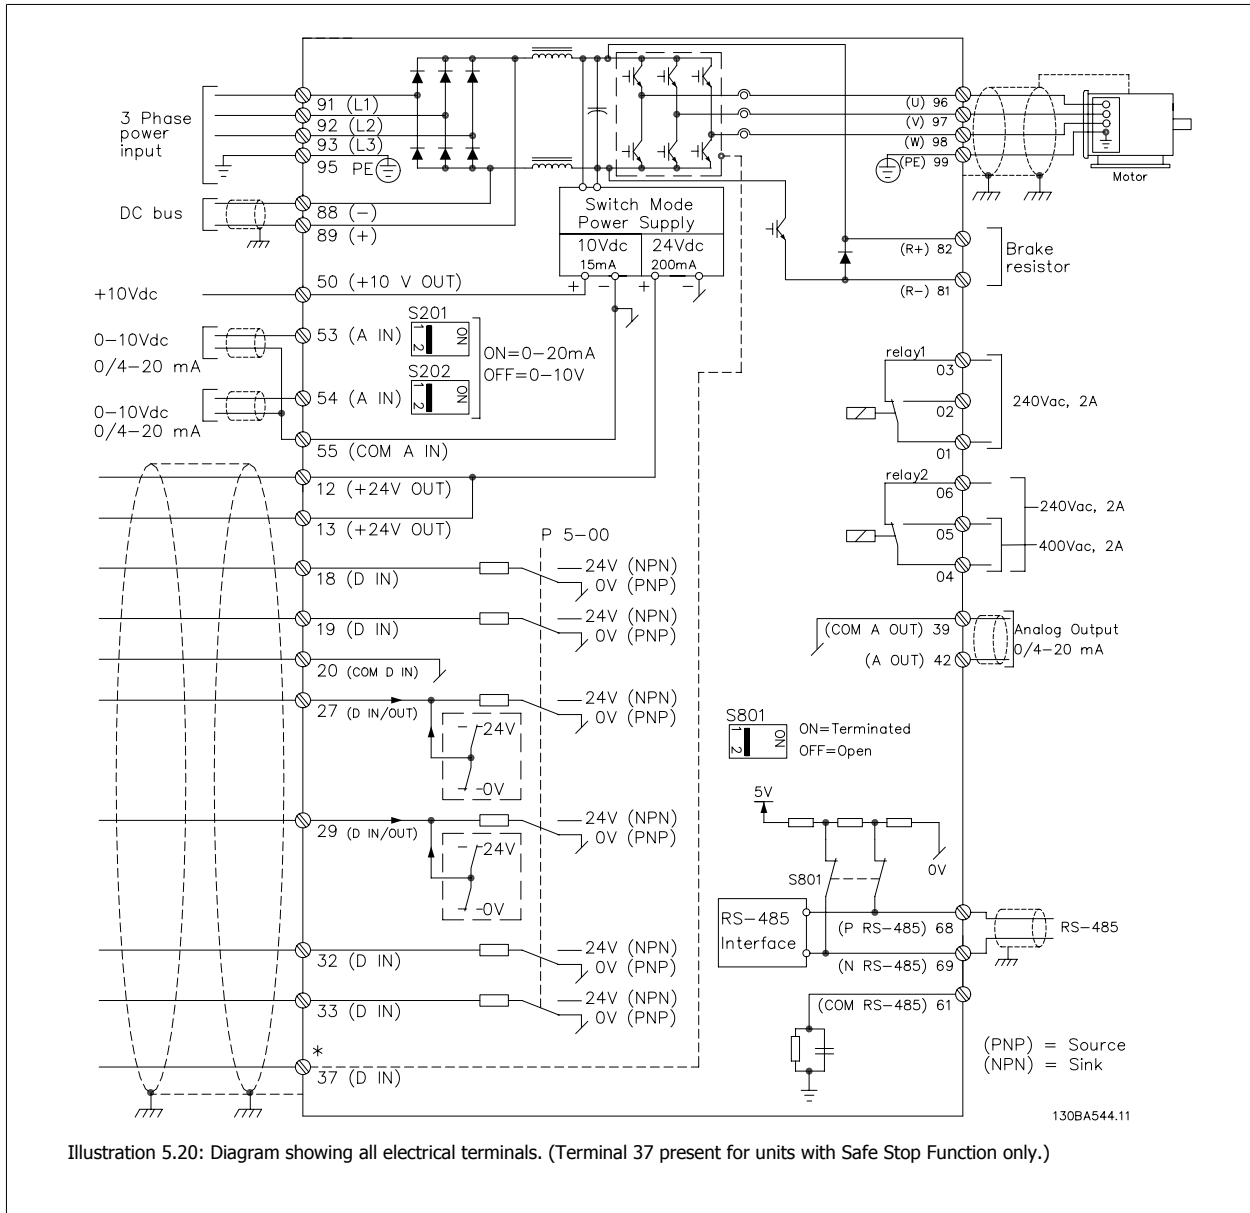 3 Phase
power
input
91 (L1)
92 (L2)
93 (L3)
95 PE
DC bus
88 (−)
89 (+)
+10Vdc
50 (+10 V OUT)
Switch Mode
Power Supply
10Vdc
15mA
24Vdc
200mA
+ − + −
(U) 96
(V) 97
(W) 98
(PE) 99
Motor
(R+) 82
(R−) 81
Brake
resistor
0−10Vdc
0/4−20 mA
53 (A IN)
S201
1 2
ON
0−10Vdc
0/4−20 mA
54 (A IN)
S202
1 2
ON
ON=0−20mA
OFF=0−10V
55 (COM A IN)
12 (+24V OUT)
13 (+24V OUT)
P 5-00
18 (D IN)
24V (NPN)
0V (PNP)
19 (D IN)
24V (NPN)
0V (PNP)
20 (COM D IN)
27 (D IN/OUT)
24V (NPN)
0V (PNP)
24V
0V
29 (D IN/OUT)
24V (NPN)
0V (PNP)
24V
0V
32 (D IN)
24V (NPN)
0V (PNP)
33 (D IN)
24V (NPN)
0V (PNP)
*
37 (D IN)
relay1
03
02
01
240Vac, 2A
relay2
06
05
04
240Vac, 2A
400Vac, 2A
(COM A OUT) 39
(A OUT) 42
Analog Output
0/4−20 mA
S801
1 2
ON
ON=Terminated
OFF=Open
5V
0V
S801
RS−485
Interface
(P RS−485) 68
(N RS−485) 69
(COM RS−485) 61
RS−485
(PNP) = Source
(NPN) = Sink
130BA544.11
Illustration 5.20: Diagram showing all electrical terminals. (Terminal 37 present for units with Safe Stop Function only.)